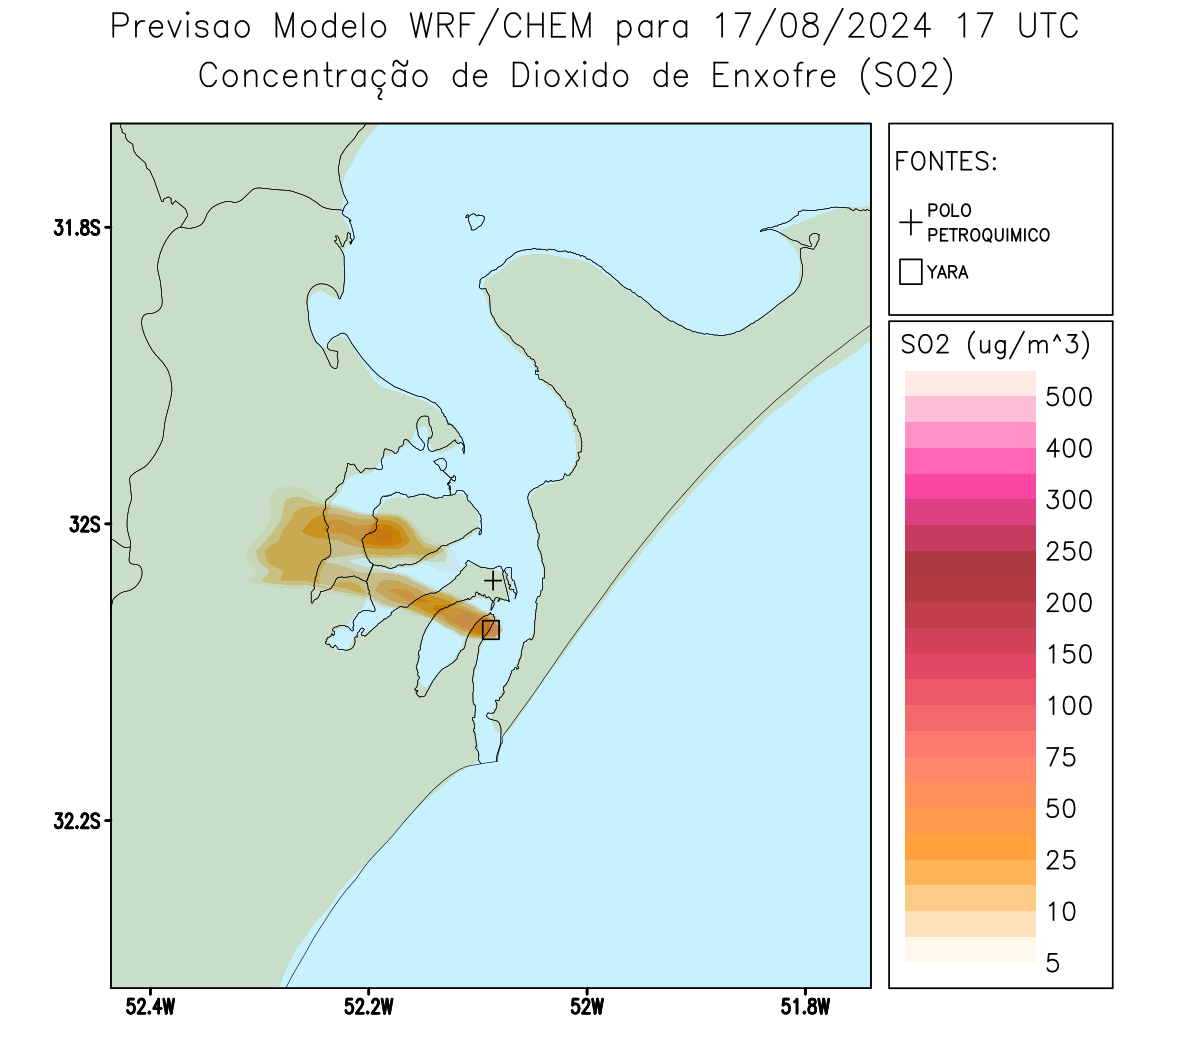 Previsao Modelo WRF/CHEM para 17/08/2024 17 UTC
Concentração de Dioxido de Enxofre (SO2)
FONTES:
POLO
PETROQUIMICO
YARA
SO2 (ug/m^3)
500
400
300
250
200
150
100
75
50
25
10
5
31.8S
32S
32.2S
52.4W
52.2W
52W
51.8W